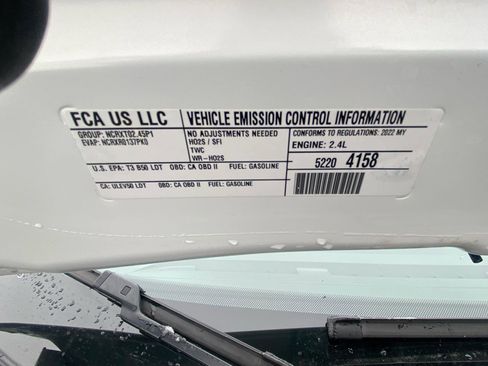 FCA US LLC
VEHICLE EMISSION CONTROL INFORMATION
GROUP: NCRXT02.45P1
EVAP: NCRXR0137PK0
NO ADJUSTMENTS NEEDED
HO2S / SFI
TWC
WR-HO2S
CONFORMS TO REGULATIONS: 2022 MY
ENGINE: 2.4L
U.S. EPA: T3 B50 LDT OBD: CA OBD II FUEL: GASOLINE
CA: ULEV50 LDT OBD: CA OBD II FUEL: GASOLINE
5220 4158